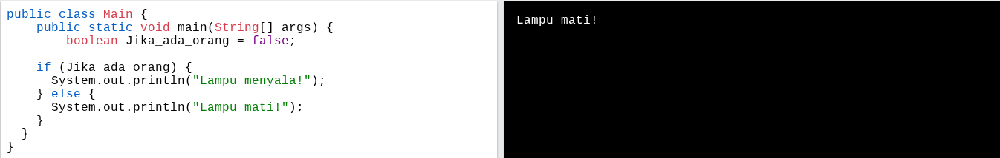 public class Main {
    public static void main(String[] args) {
        boolean Jika_ada_orang = false;

    if (Jika_ada_orang) {
      System.out.println("Lampu menyala!");
    } else {
      System.out.println("Lampu mati!");
    }
  }
}
Lampu mati!